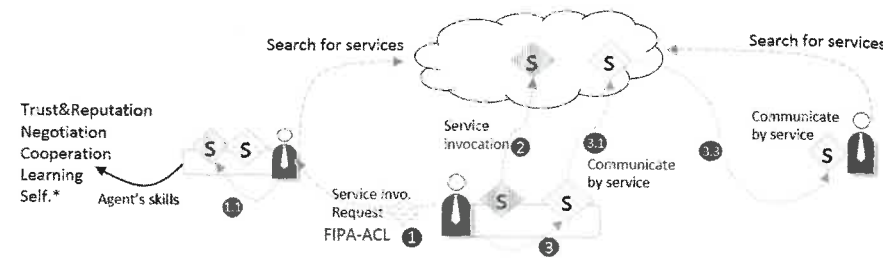 Search for services
Search for services
S
S
Trust&Reputation
Negotiation
Cooperation
Learning
Self.*
Agent's skills
S
S
1.1
Service
invocation
2
3.1
Communicate
by service
3.3
Communicate
by service
S
Service Invo.
Request
FIPA-ACL
1
S
S
3